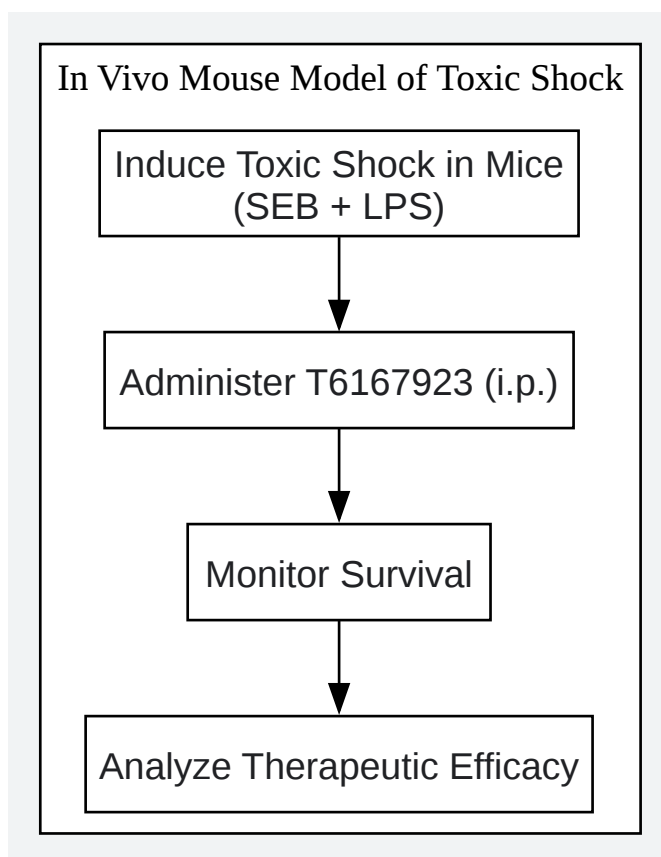 In Vivo Mouse Model of Toxic Shock
Induce Toxic Shock in Mice
(SEB + LPS)
Administer T6167923 (i.p.)
Monitor Survival
Analyze Therapeutic Efficacy